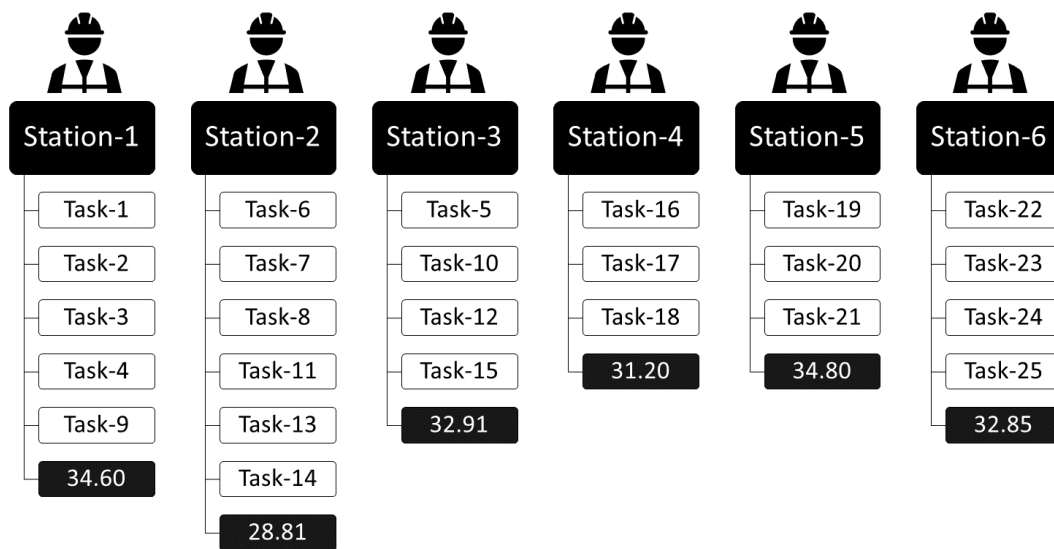 Station-1
Task-1
Task-2
Task-3
Task-4
Task-9
34.60
Station-2
Task-6
Task-7
Task-8
Task-11
Task-13
Task-14
28.81
Station-3
Task-5
Task-10
Task-12
Task-15
32.91
Station-4
Task-16
Task-17
Task-18
31.20
Station-5
Task-19
Task-20
Task-21
34.80
Station-6
Task-22
Task-23
Task-24
Task-25
32.85